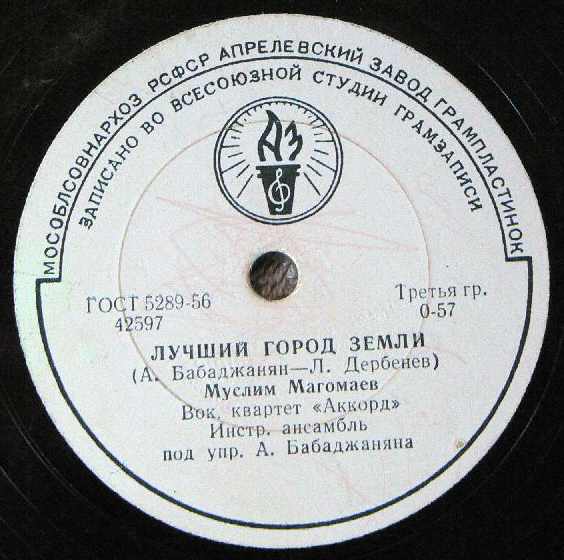 МОСОБЛСОВНАРХОЗ РСФСР АПРЕЛЕВСКИЙ ЗАВОД ГРАМПЛАСТИНОК
ЗАПИСАНО ВО ВСЕСОЮЗНОЙ СТУДИИ ГРАМЗАПИСИ
АЗ
ГОСТ 5289-56
42597
Третья гр.
0-57
ЛУЧШИЙ ГОРОД ЗЕМЛИ
(А. Бабаджанян—Л. Дербенев)
Муслим Магомаев
Вок. квартет «Аккорд»
Инстр. ансамбль
под упр. А. Бабаджаняна